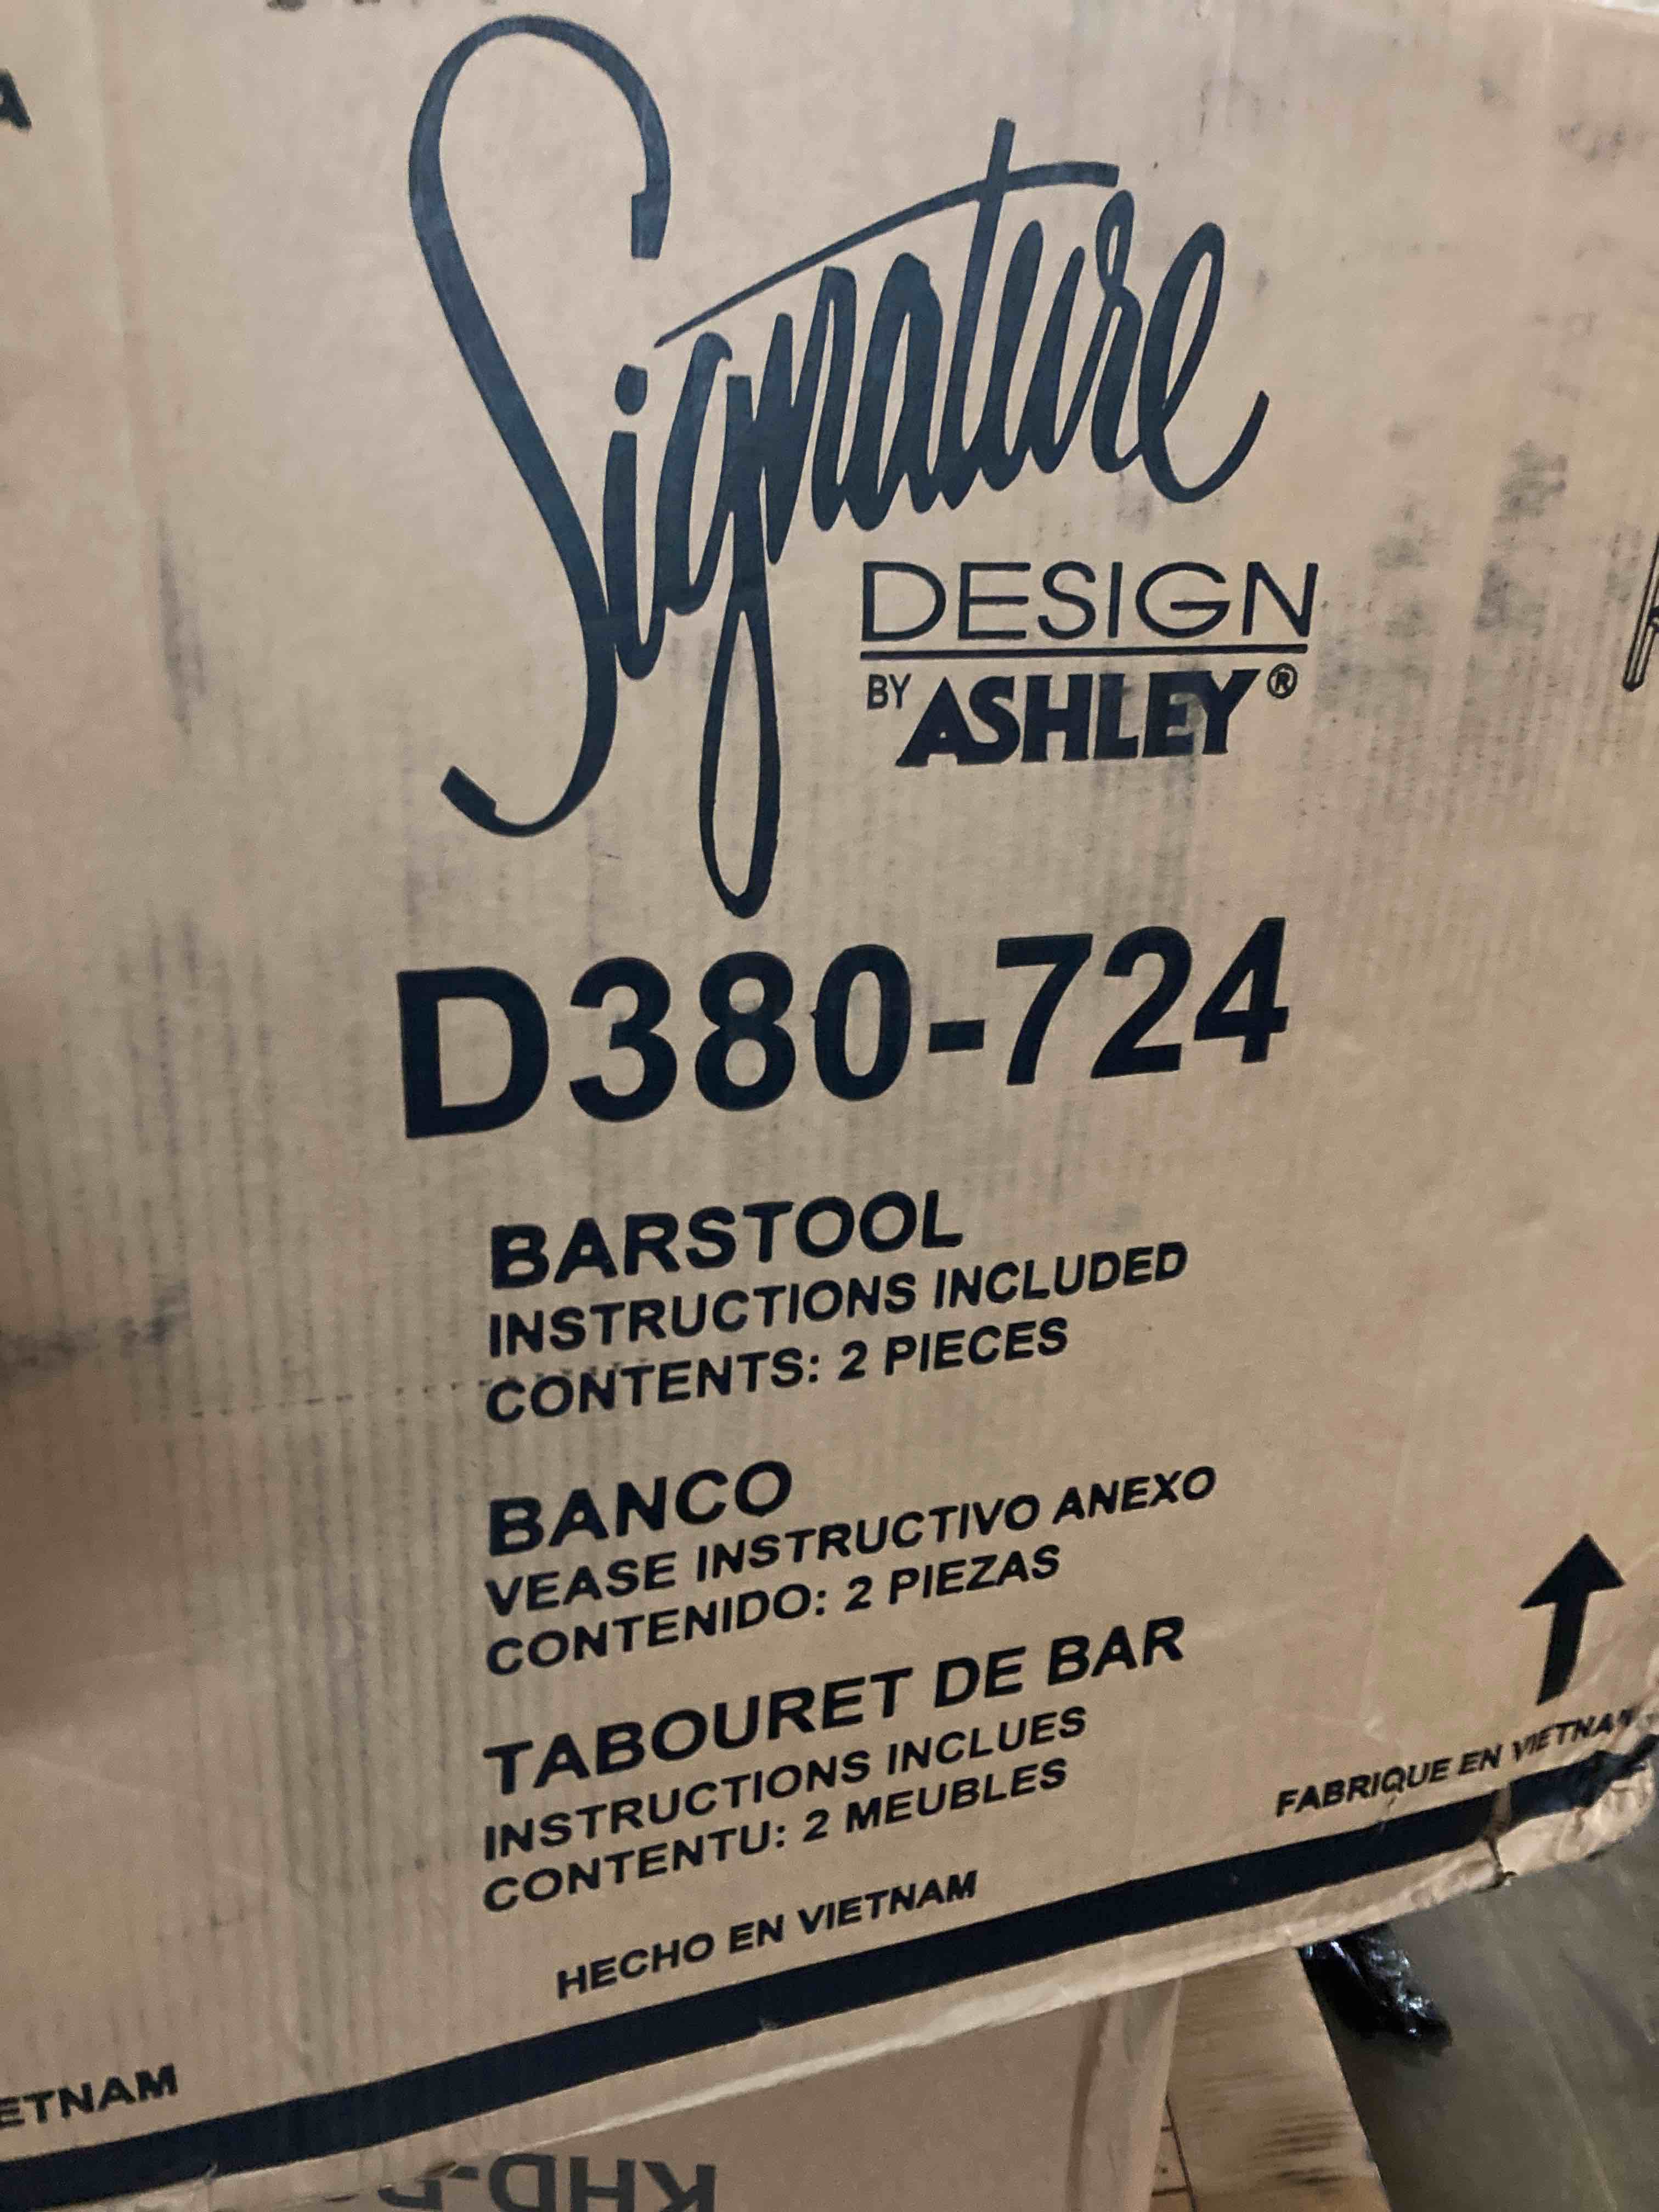 Signature
DESIGN
BY ASHLEY®
D380-724
BARSTOOL
INSTRUCTIONS INCLUDED
CONTENTS: 2 PIECES
BANCO
VEASE INSTRUCTIVO ANEXO
CONTENIDO: 2 PIEZAS
TABOURET DE BAR
INSTRUCTIONS INCLUES
CONTENTU: 2 MEUBLES
FABRIQUE EN VIETNAM
HECHO EN VIETNAM
ETNAM